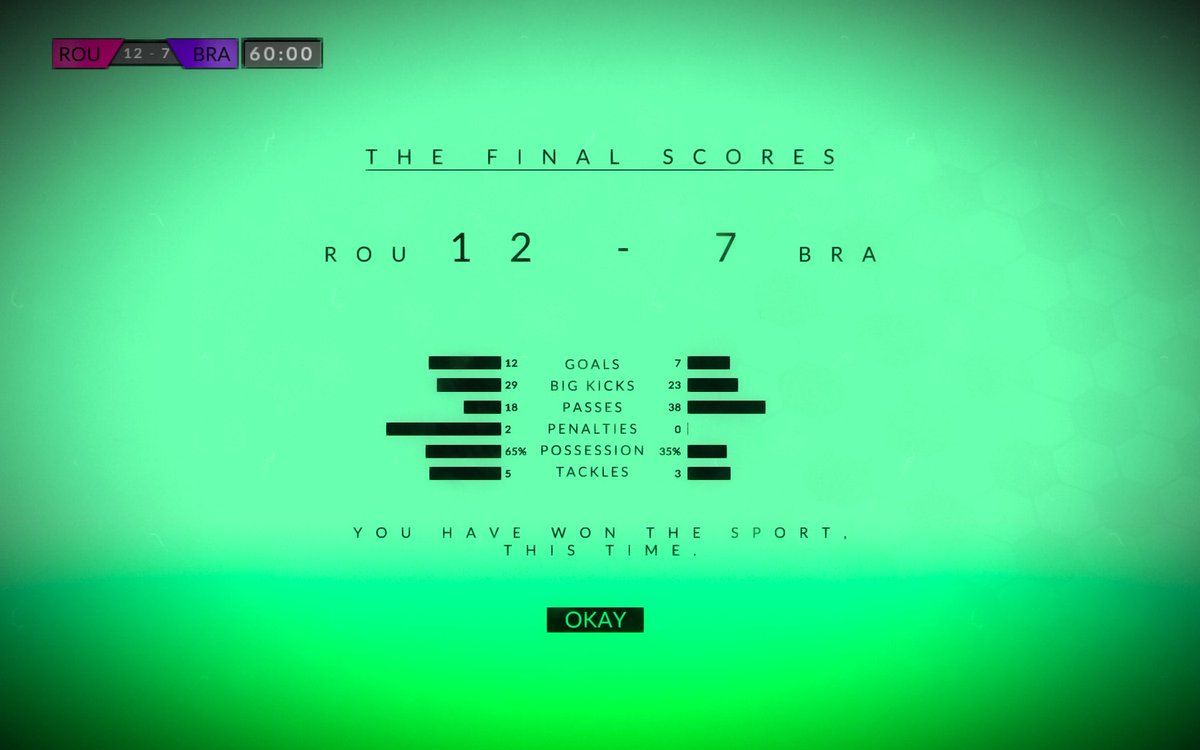 ROU 12 - 7 BRA 60:00
THE FINAL SCORES
ROU 12 - 7 BRA
12 GOALS 7
29 BIG KICKS 23
18 PASSES 38
2 PENALTIES 0
65% POSSESSION 35%
5 TACKLES 3
YOU HAVE WON THE SPORT,
THIS TIME.
OKAY